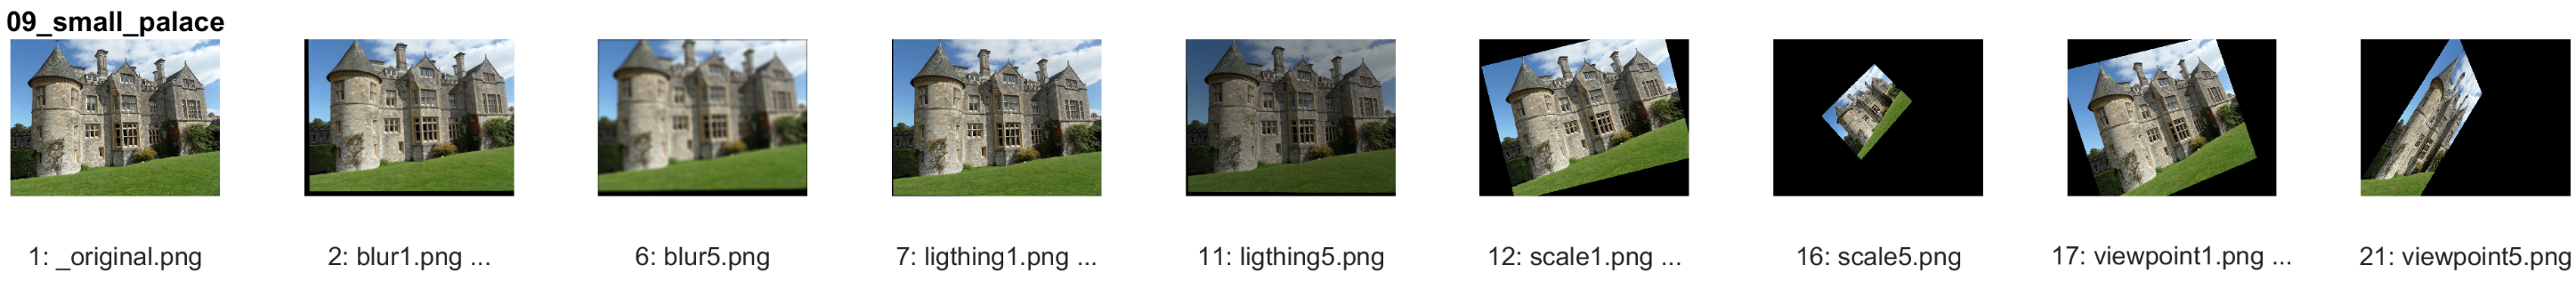 09_small_palace
1: _original.png
2: blur1.png ...
6: blur5.png
7: ligthing1.png ...
11: ligthing5.png
12: scale1.png ...
16: scale5.png
17: viewpoint1.png ...
21: viewpoint5.png